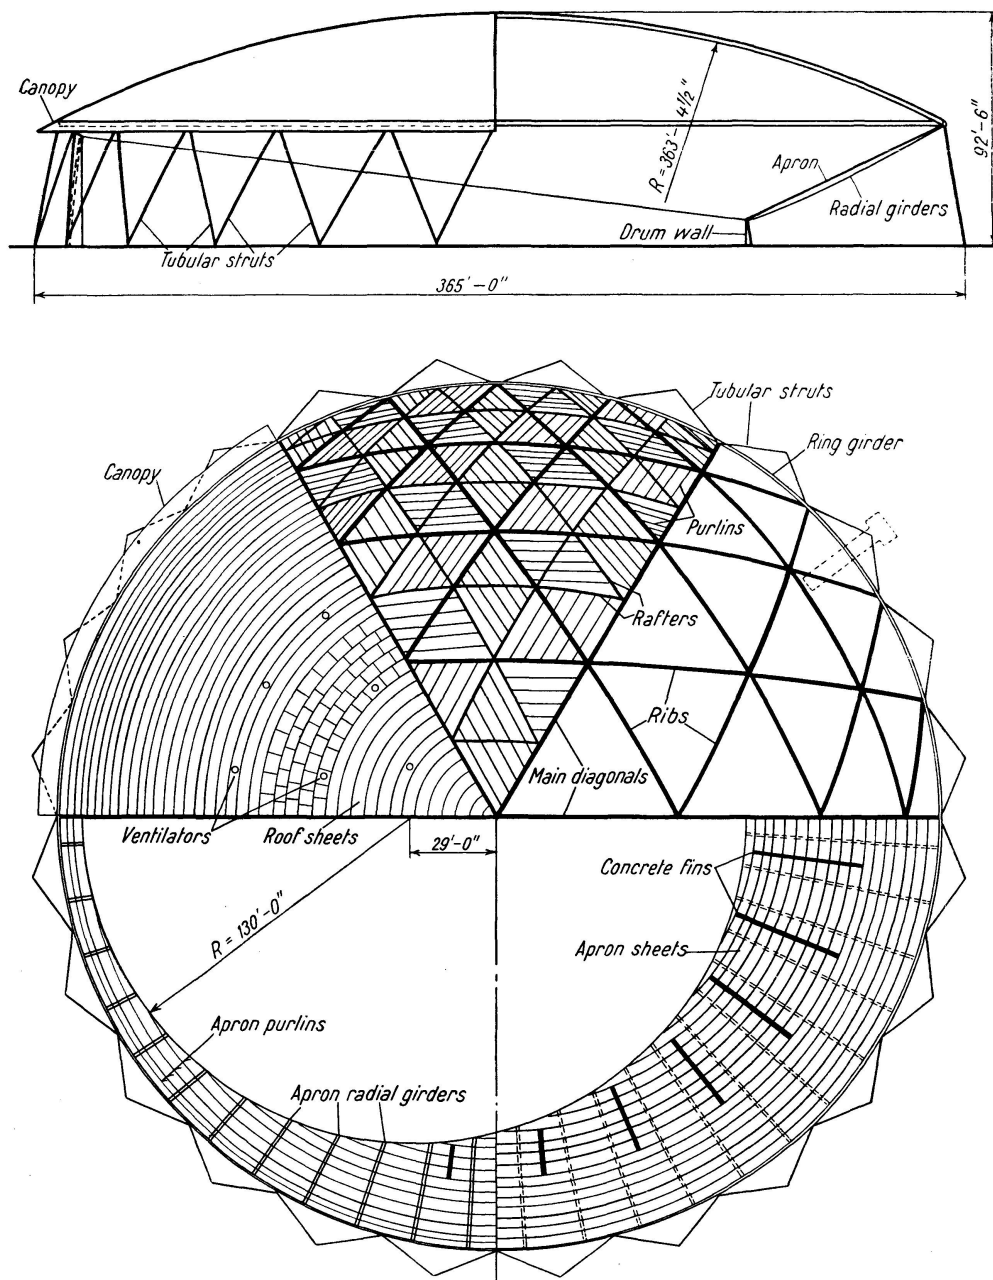 Canopy
R = 363'- 4½"
92'-6"
Apron
Radial girders
Drum wall
Tubular struts
365'-0"
Tubular struts
Ring girder
Canopy
Purlins
Rafters
Ribs
Main diagonals
Ventilators
Roof sheets
29'-0"
Concrete fins
R = 130'-0"
Apron sheets
Apron purlins
Apron radial girders